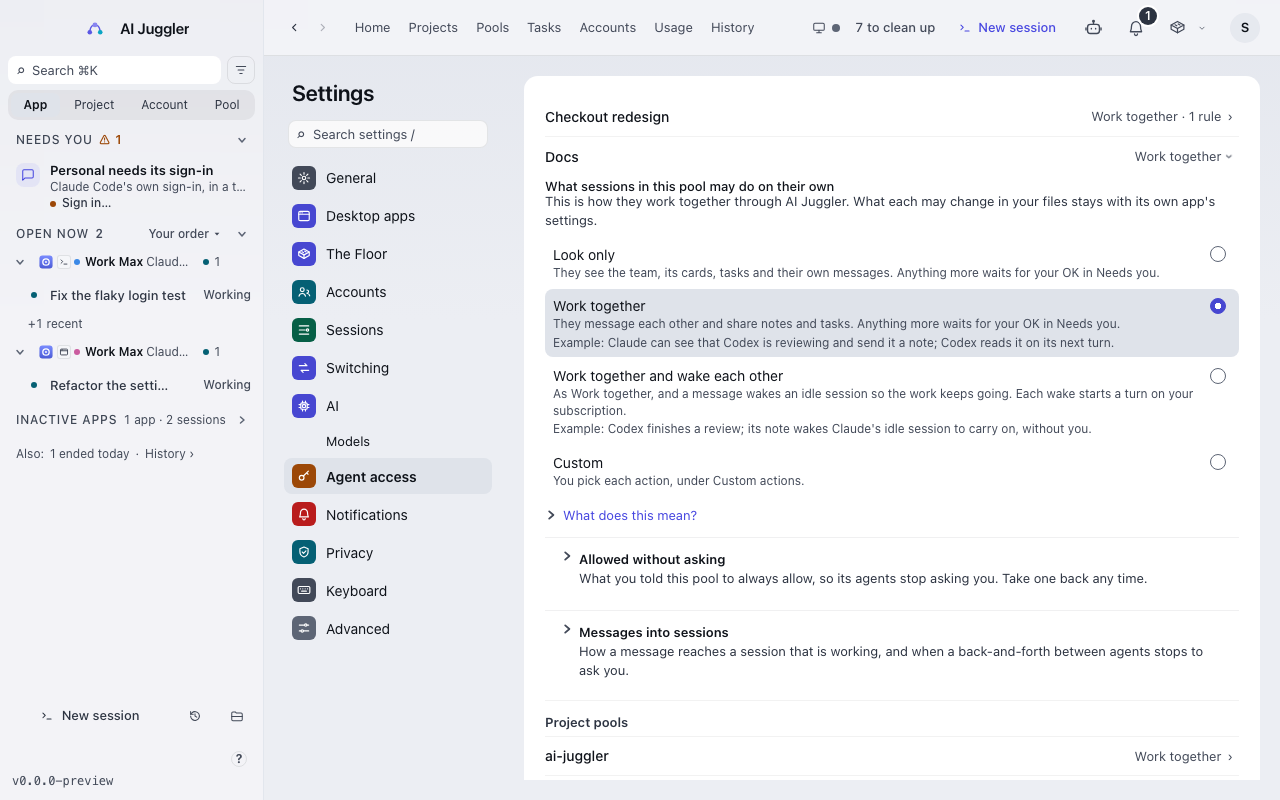 AI Juggler
Search ⌘K
App Project Account Pool
NEEDS YOU 1
Personal needs its sign-in
Claude Code's own sign-in, in a t…
Sign in…
OPEN NOW 2 Your order
Work Max Claud… 1
Fix the flaky login test Working
+1 recent
Work Max Claud… 1
Refactor the setti… Working
INACTIVE APPS 1 app · 2 sessions
Also: 1 ended today · History ›
New session
?
v0.0.0-preview
Home Projects Pools Tasks Accounts Usage History
7 to clean up
New session
1
S
Settings
Search settings /
General
Desktop apps
The Floor
Accounts
Sessions
Switching
AI
Models
Agent access
Notifications
Privacy
Keyboard
Advanced
Checkout redesign Work together · 1 rule ›
Docs Work together
What sessions in this pool may do on their own
This is how they work together through AI Juggler. What each may change in your files stays with its own app's
settings.
Look only
They see the team, its cards, tasks and their own messages. Anything more waits for your OK in Needs you.
Work together
They message each other and share notes and tasks. Anything more waits for your OK in Needs you.
Example: Claude can see that Codex is reviewing and send it a note; Codex reads it on its next turn.
Work together and wake each other
As Work together, and a message wakes an idle session so the work keeps going. Each wake starts a turn on your
subscription.
Example: Codex finishes a review; its note wakes Claude's idle session to carry on, without you.
Custom
You pick each action, under Custom actions.
What does this mean?
Allowed without asking
What you told this pool to always allow, so its agents stop asking you. Take one back any time.
Messages into sessions
How a message reaches a session that is working, and when a back-and-forth between agents stops to
ask you.
Project pools
ai-juggler Work together ›